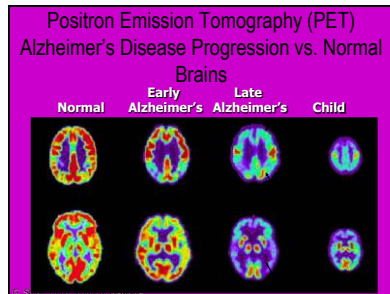 Positron Emission Tomography (PET)
Alzheimer's Disease Progression vs. Normal
Brains
Normal
Early
Alzheimer's
Late
Alzheimer's
Child